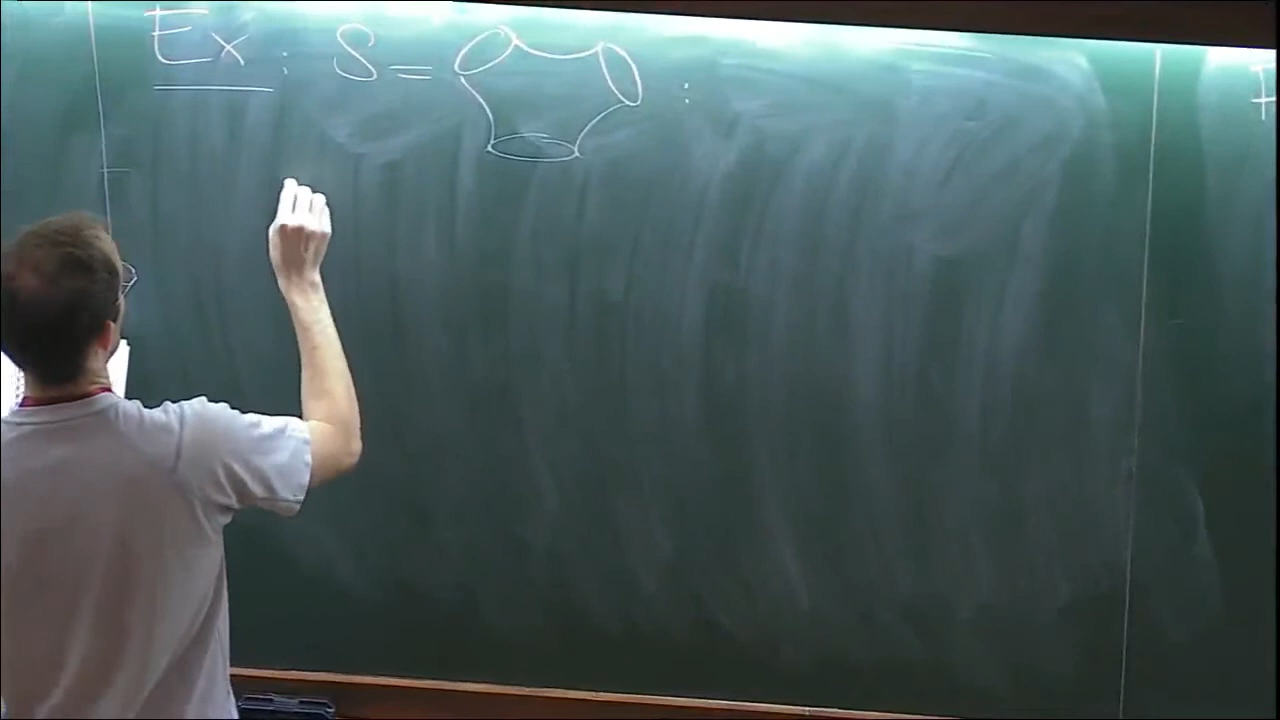 Ex : S = :